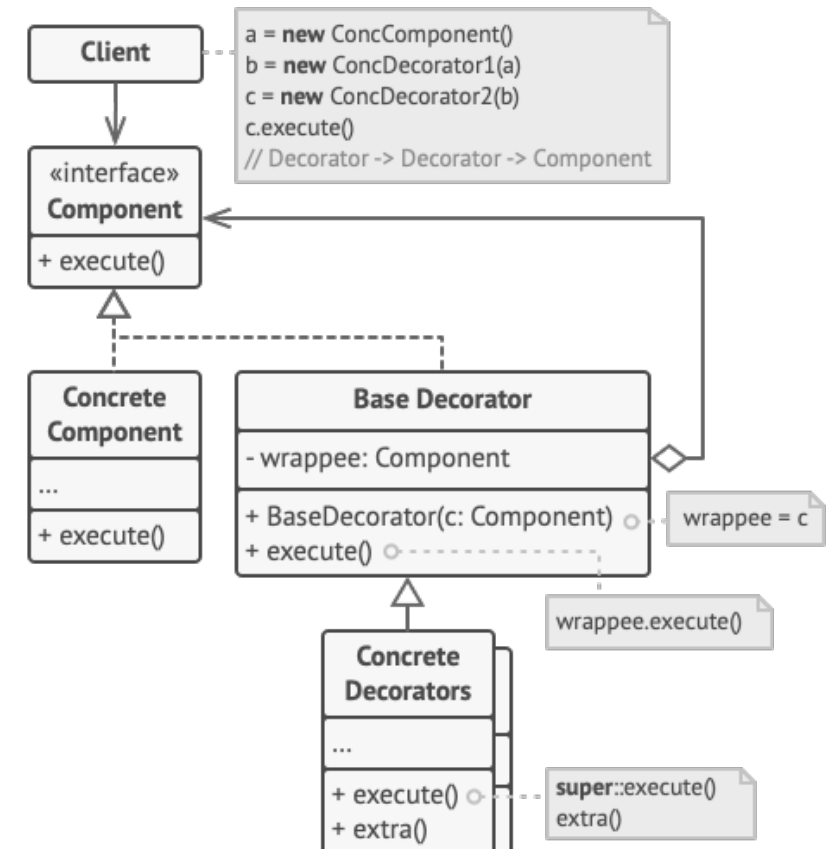 Client
a = new ConcComponent()
b = new ConcDecorator1(a)
c = new ConcDecorator2(b)
c.execute()
// Decorator -> Decorator -> Component
«interface»
Component
+ execute()
Concrete
Component
...
+ execute()
Base Decorator
- wrappee: Component
+ BaseDecorator(c: Component)
+ execute()
wrappee = c
wrappee.execute()
Concrete
Decorators
...
+ execute()
+ extra()
super::execute()
extra()